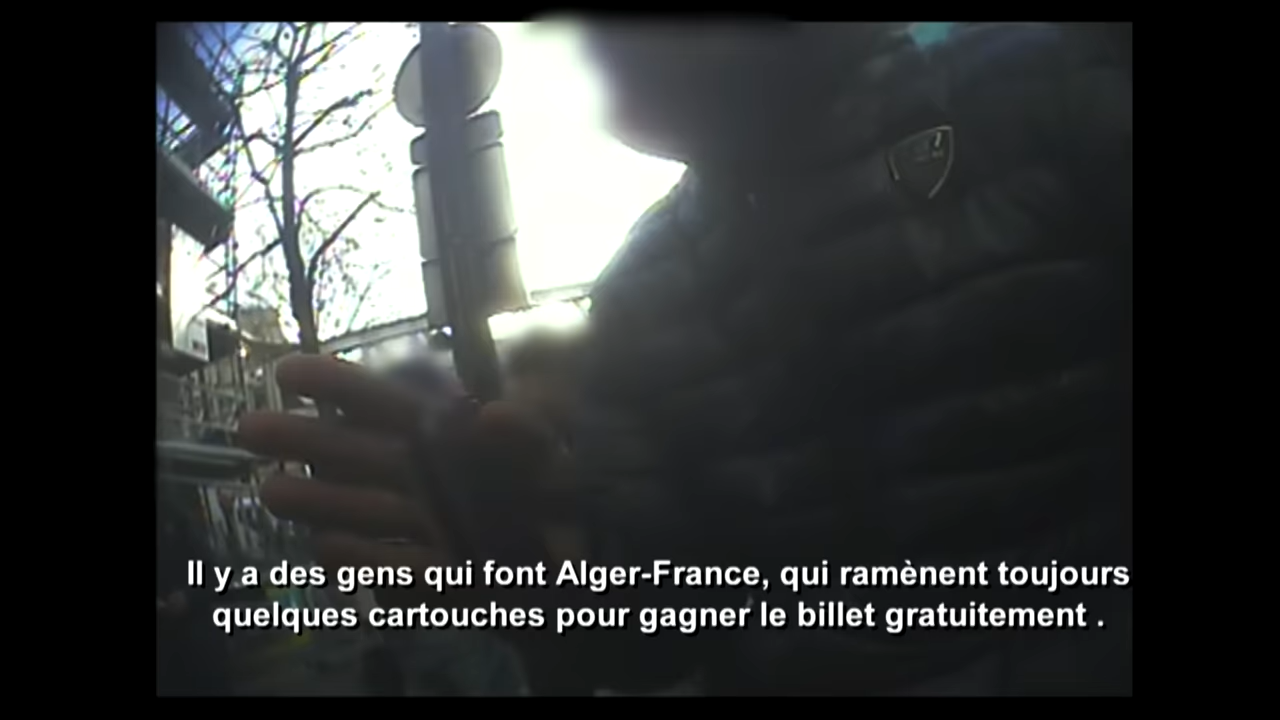 Il y a des gens qui font Alger-France, qui ramènent toujours
quelques cartouches pour gagner le billet gratuitement .